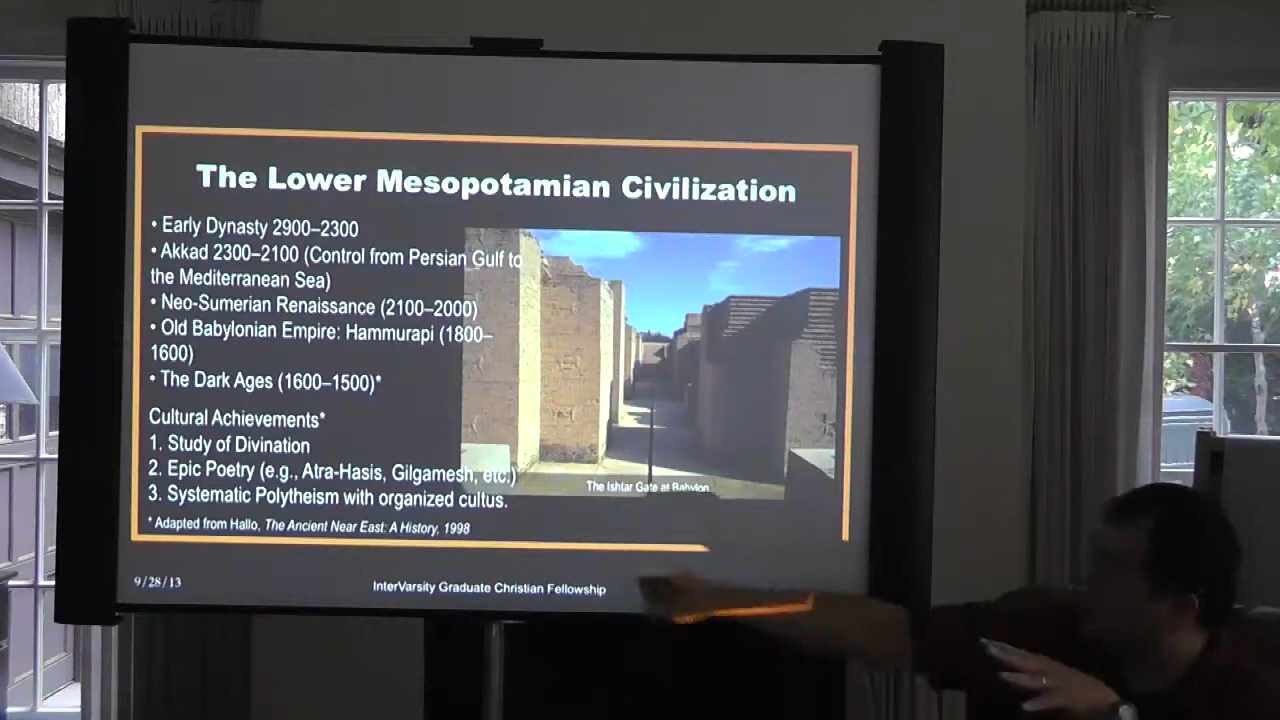 The Lower Mesopotamian Civilization
• Early Dynasty 2900–2300
• Akkad 2300–2100 (Control from Persian Gulf to
the Mediterranean Sea)
• Neo-Sumerian Renaissance (2100–2000)
• Old Babylonian Empire: Hammurapi (1800–
1600)
• The Dark Ages (1600–1500)*
Cultural Achievements*
1. Study of Divination
2. Epic Poetry (e.g., Atra-Hasis, Gilgamesh, etc.)
3. Systematic Polytheism with organized cultus.
The Ishtar Gate at Babylon
* Adapted from Hallo, The Ancient Near East: A History, 1998
9/28/13
InterVarsity Graduate Christian Fellowship